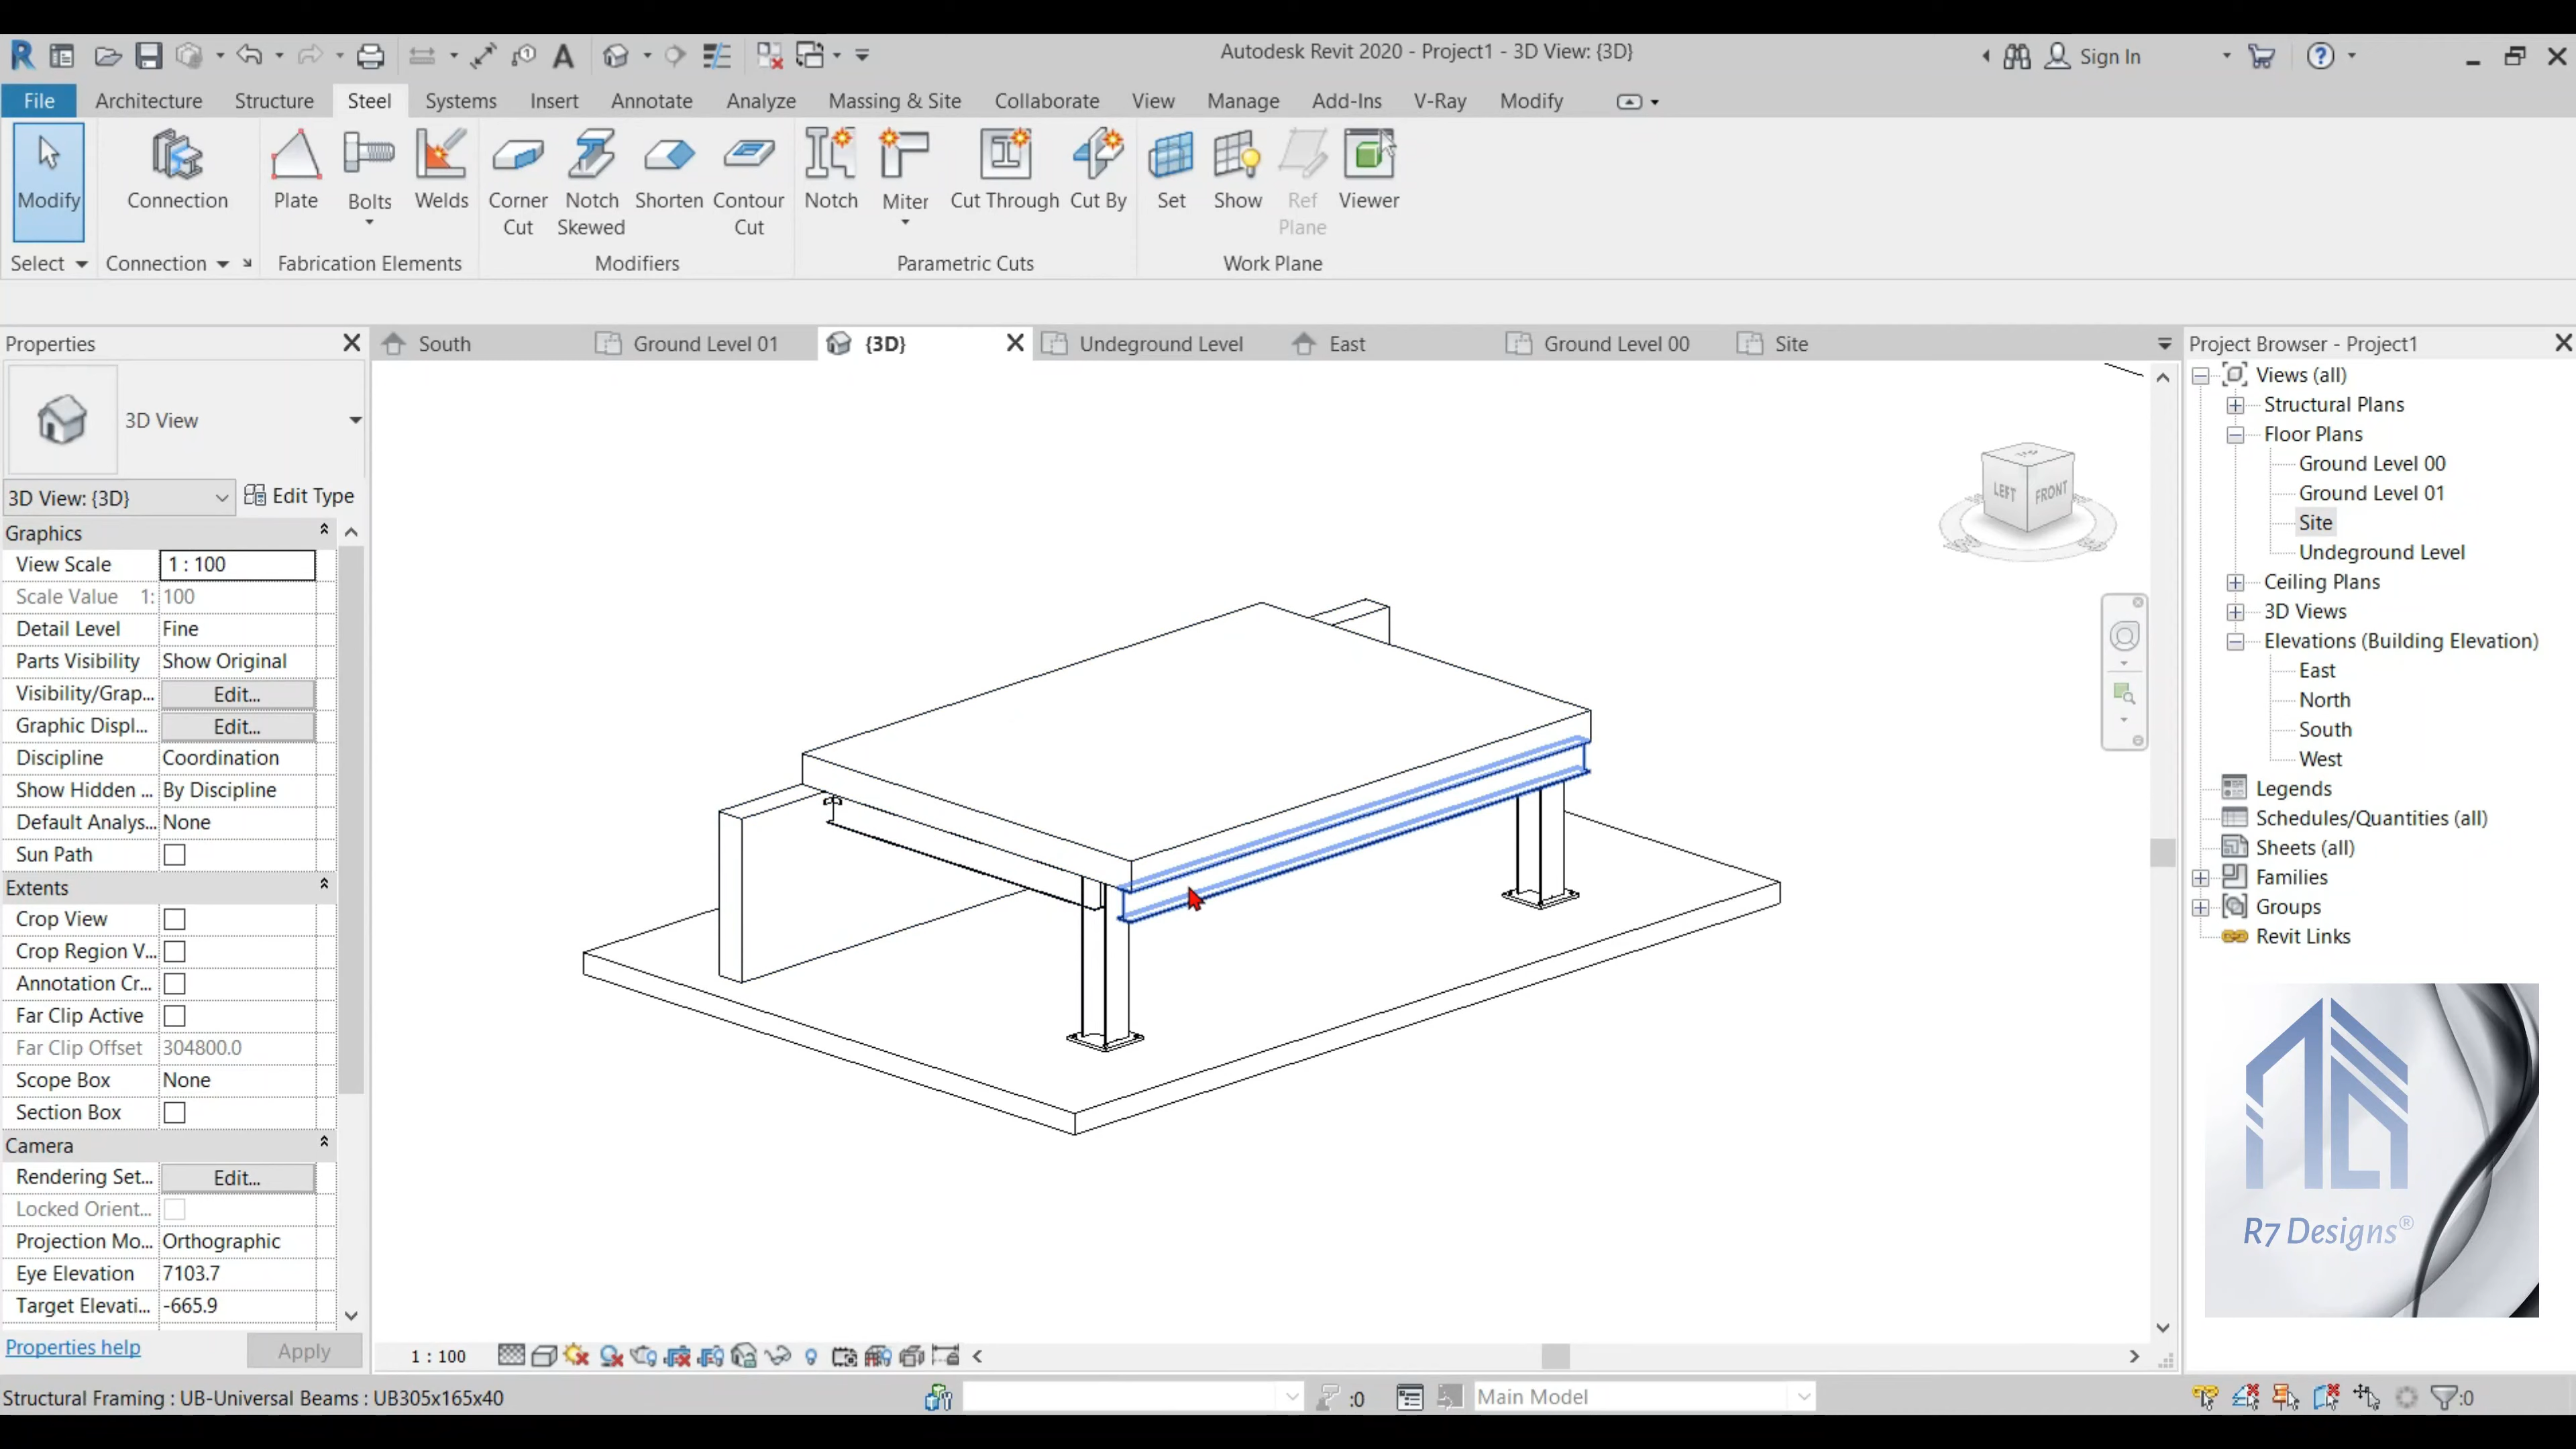 Autodesk Revit 2020 - Project1 - 3D View: {3D}
Sign In
File Architecture Structure Steel Systems Insert Annotate Analyze Massing & Site Collaborate View Manage Add-Ins V-Ray Modify
Modify
Connection
Plate
Bolts
Welds
Corner Cut
Notch Skewed
Shorten
Contour Cut
Notch
Miter
Cut Through
Cut By
Set
Show
Ref Plane
Viewer
Select Connection Fabrication Elements Modifiers Parametric Cuts Work Plane
Properties
South Ground Level 01 {3D} Undeground Level East Ground Level 00 Site
3D View
3D View: {3D} Edit Type
Graphics
View Scale 1 : 100
Scale Value 1: 100
Detail Level Fine
Parts Visibility Show Original
Visibility/Grap... Edit...
Graphic Displ... Edit...
Discipline Coordination
Show Hidden ... By Discipline
Default Analys... None
Sun Path
Extents
Crop View
Crop Region V...
Annotation Cr...
Far Clip Active
Far Clip Offset 304800.0
Scope Box None
Section Box
Camera
Rendering Set... Edit...
Locked Orient...
Projection Mo... Orthographic
Eye Elevation 7103.7
Target Elevati... -665.9
Properties help Apply
LEFT FRONT
Project Browser - Project1
Views (all)
Structural Plans
Floor Plans
Ground Level 00
Ground Level 01
Site
Undeground Level
Ceiling Plans
3D Views
Elevations (Building Elevation)
East
North
South
West
Legends
Schedules/Quantities (all)
Sheets (all)
Families
Groups
Revit Links
R7 Designs®
1 : 100
Structural Framing : UB-Universal Beams : UB305x165x40
:0
Main Model
:0